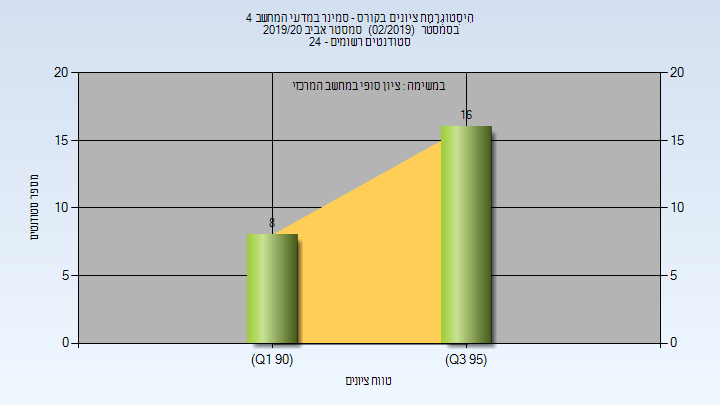 היסטוגרמת ציונים בקורס - סמינר במדעי המחשב 4
בסמסטר (02/2019) סמסטר אביב 2019/20
סטודנטים רשומים - 24
במשימה : ציון סופי במחשב המרכזי
20
15
10
5
0
20
15
10
5
0
מספר סטודנטים
8
16
(Q1 90)
(Q3 95)
טווח ציונים